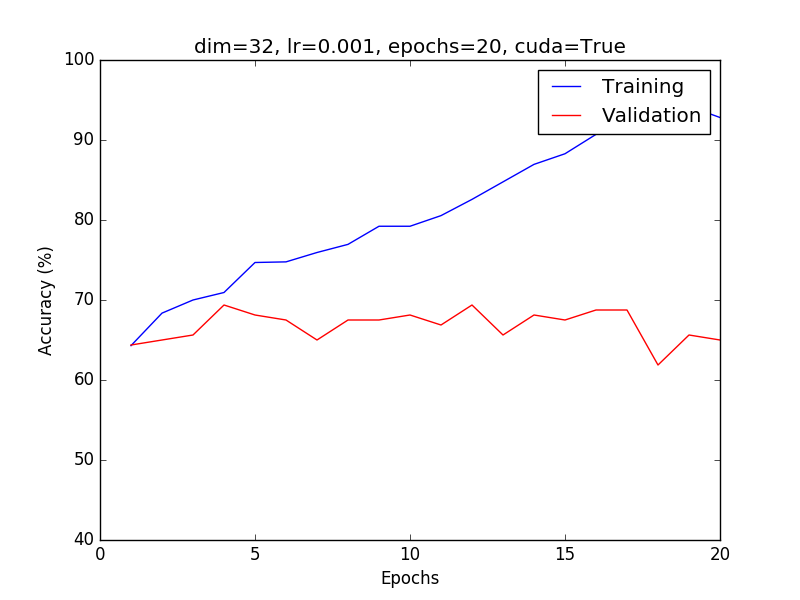 dim=32, lr=0.001, epochs=20, cuda=True
100
90
80
70
60
50
40
Accuracy (%)
Training
Validation
0
5
10
15
20
Epochs